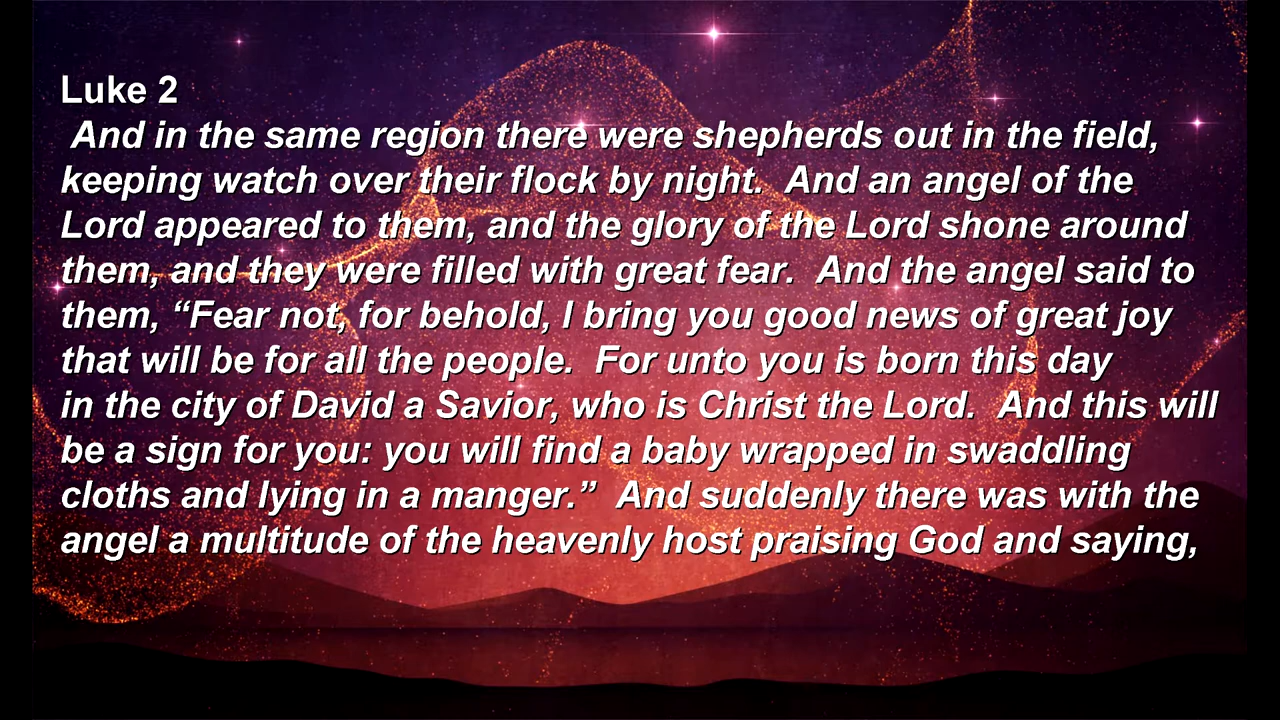 Luke 2
And in the same region there were shepherds out in the field,
keeping watch over their flock by night.  And an angel of the
Lord appeared to them, and the glory of the Lord shone around
them, and they were filled with great fear.  And the angel said to
them, “Fear not, for behold, I bring you good news of great joy
that will be for all the people.  For unto you is born this day
in the city of David a Savior, who is Christ the Lord.  And this will
be a sign for you: you will find a baby wrapped in swaddling
cloths and lying in a manger.”  And suddenly there was with the
angel a multitude of the heavenly host praising God and saying,